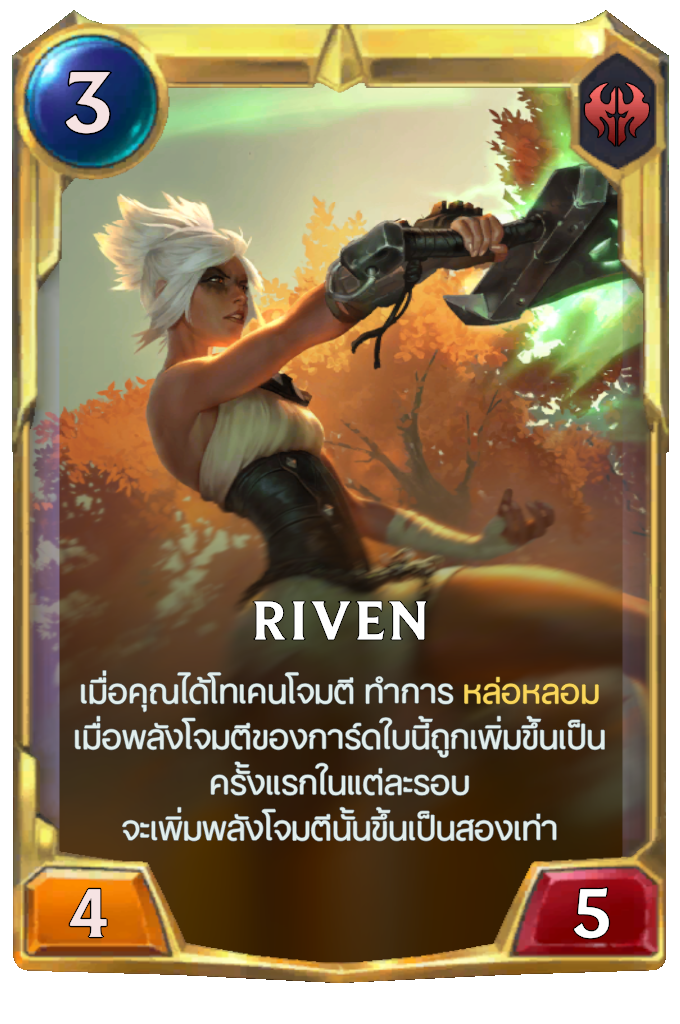 3
RIVEN
เมื่อคุณได้โทเคนโจมตี ทำการ หล่อหลอม
เมื่อพลังโจมตีของการ์ดใบนี้ถูกเพิ่มขึ้นเป็น
ครั้งแรกในแต่ละรอบ
จะเพิ่มพลังโจมตีนั้นขึ้นเป็นสองเท่า
4
5